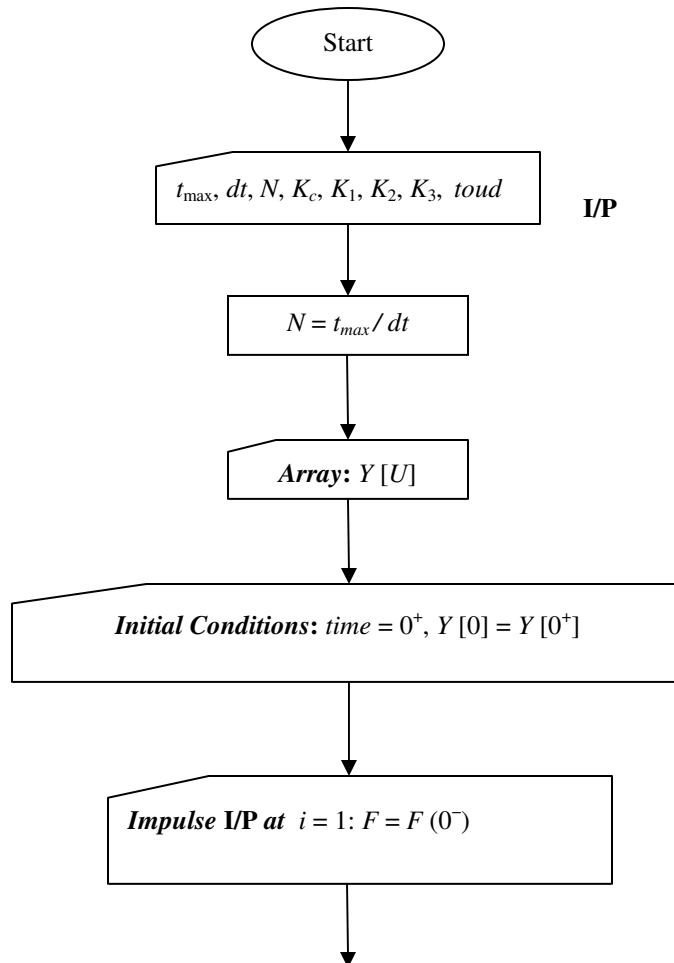 Start
t_max, dt, N, K_c, K_1, K_2, K_3, toud
I/P
N = t_max / dt
Array: Y [U]
Initial Conditions: time = 0⁺, Y [0] = Y [0⁺]
Impulse I/P at i = 1: F = F (0⁻)